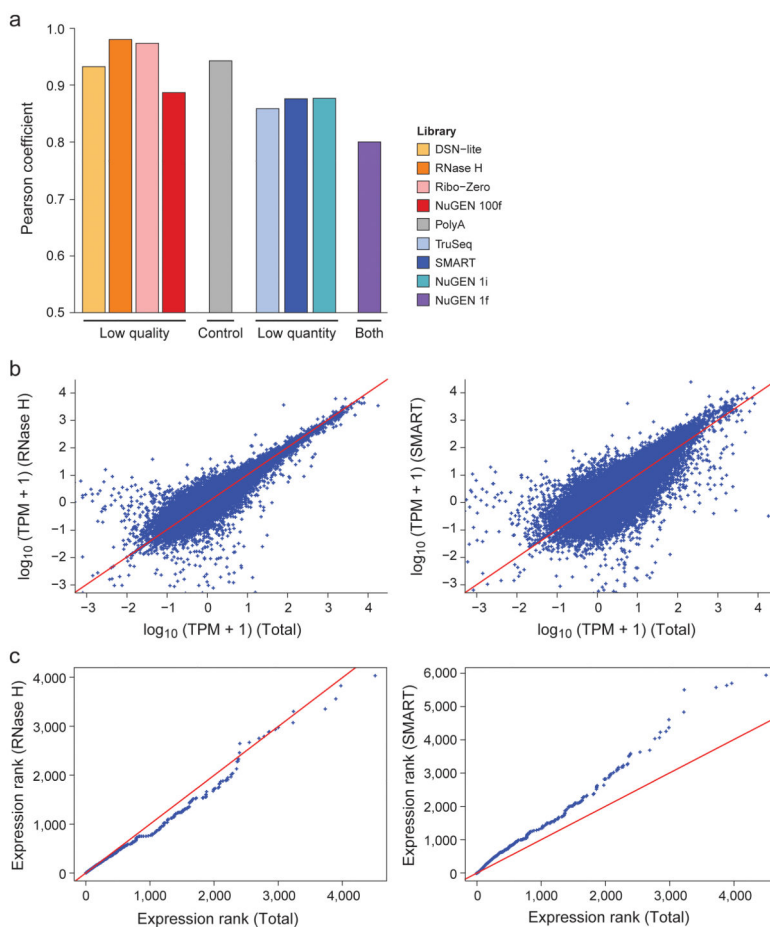 a
1.0
0.9
0.8
0.7
0.6
0.5
Pearson coefficient
Low quality
Control
Low quantity
Both
Library
DSN−lite
RNase H
Ribo−Zero
NuGEN 100f
PolyA
TruSeq
SMART
NuGEN 1i
NuGEN 1f
b
log10 (TPM + 1) (RNase H)
4
3
2
1
0
−1
−2
−3
−3 −2 −1 0 1 2 3 4
log10 (TPM + 1) (Total)
log10 (TPM + 1) (SMART)
4
3
2
1
0
−1
−2
−3
−3 −2 −1 0 1 2 3 4
log10 (TPM + 1) (Total)
c
Expression rank (RNase H)
4,000
3,000
2,000
1,000
0
0 1,000 2,000 3,000 4,000
Expression rank (Total)
Expression rank (SMART)
6,000
5,000
4,000
3,000
2,000
1,000
0
0 1,000 2,000 3,000 4,000
Expression rank (Total)